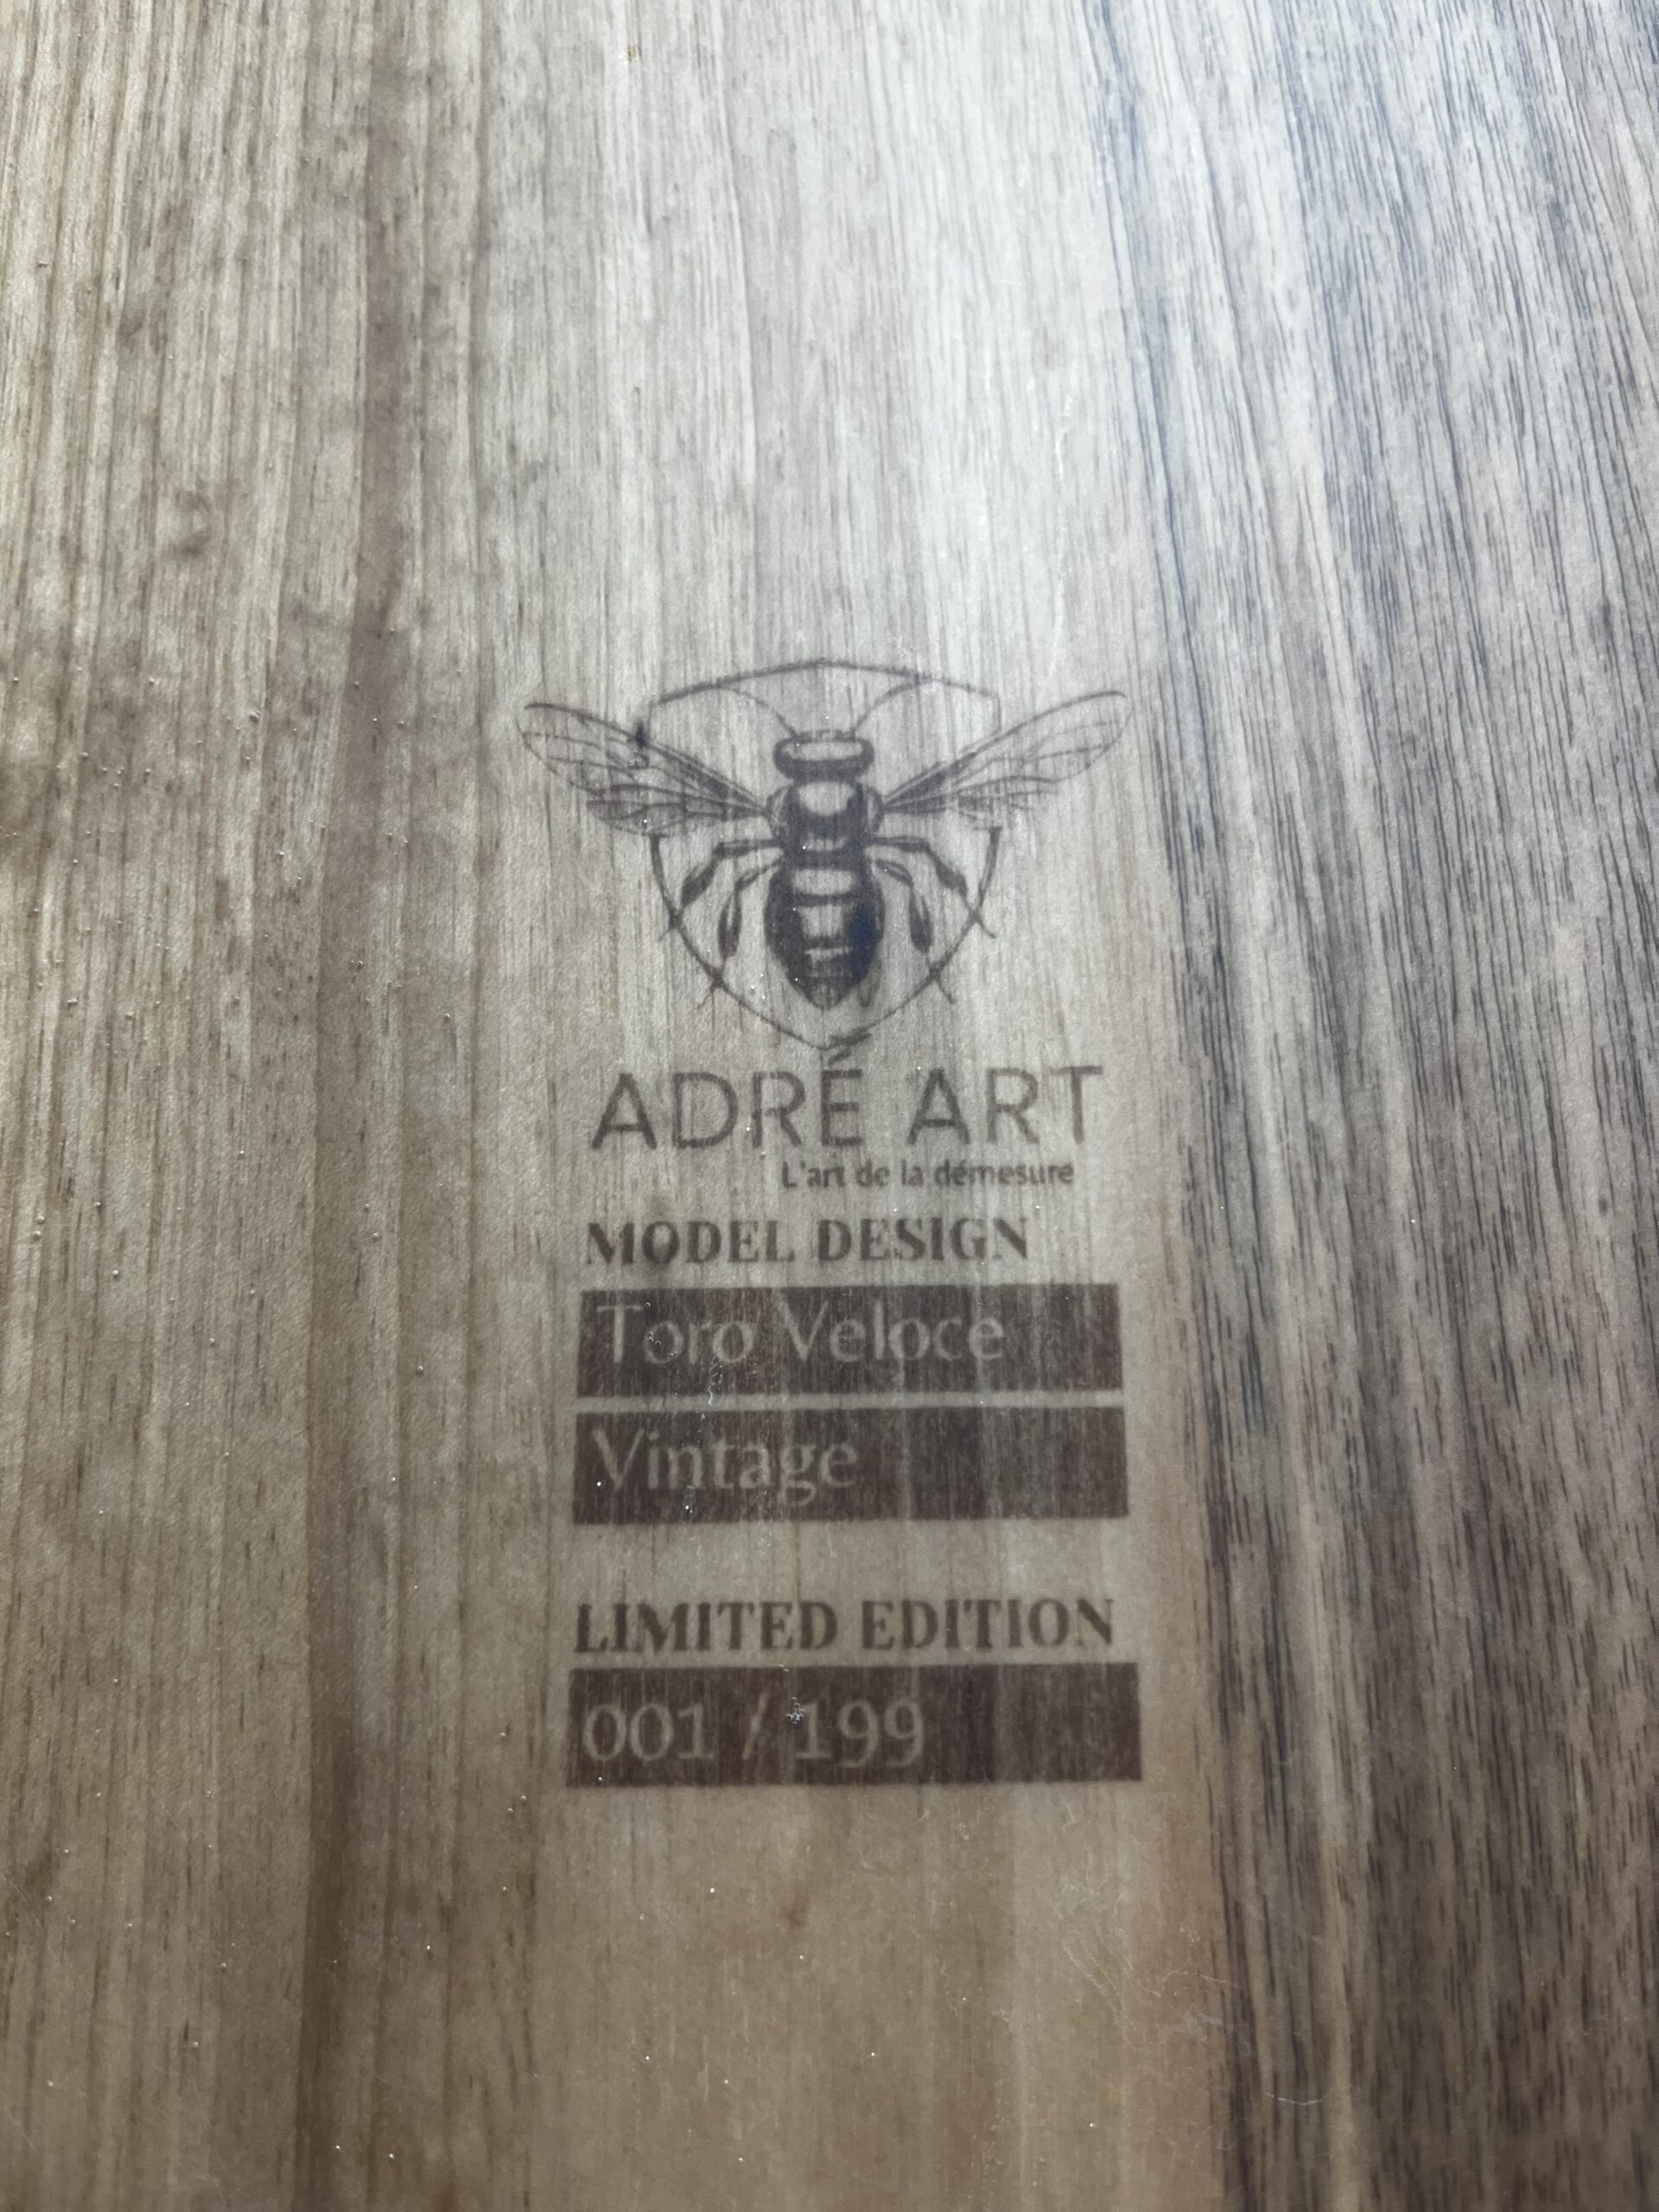 ADRÉ ART
L'art de la démesure
MODEL DESIGN
Toro Veloce
Vintage
LIMITED EDITION
001 / 199